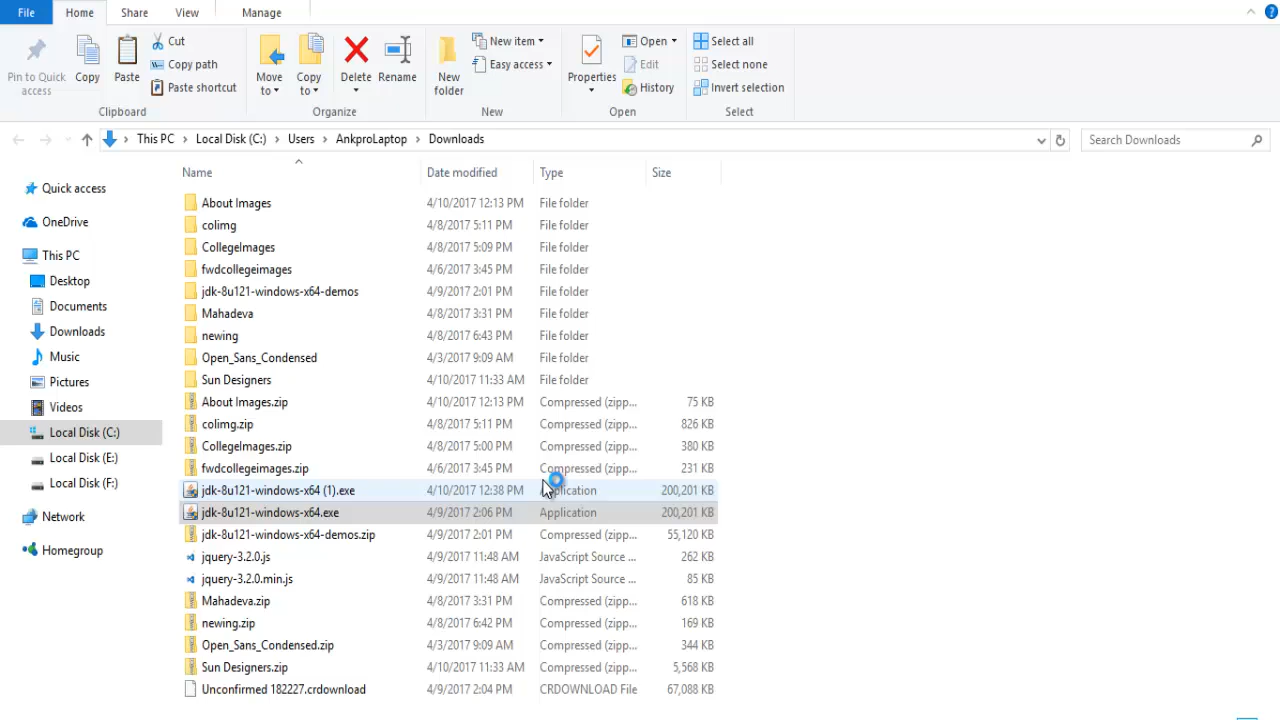 File Home Share View Manage
Pin to Quick access
Copy
Paste
Cut
Copy path
Paste shortcut
Clipboard
Move to
Copy to
Delete
Rename
Organize
New folder
New item
Easy access
New
Properties
Open
Edit
History
Open
Select all
Select none
Invert selection
Select
This PC Local Disk (C:) Users AnkproLaptop Downloads
Search Downloads
Quick access
OneDrive
This PC
Desktop
Documents
Downloads
Music
Pictures
Videos
Local Disk (C:)
Local Disk (E:)
Local Disk (F:)
Network
Homegroup
Name Date modified Type Size
About Images 4/10/2017 12:13 PM File folder
colimg 4/8/2017 5:11 PM File folder
CollegeImages 4/8/2017 5:09 PM File folder
fwdcollegeimages 4/6/2017 3:45 PM File folder
jdk-8u121-windows-x64-demos 4/9/2017 2:01 PM File folder
Mahadeva 4/8/2017 3:31 PM File folder
newing 4/8/2017 6:43 PM File folder
Open_Sans_Condensed 4/3/2017 9:09 AM File folder
Sun Designers 4/10/2017 11:33 AM File folder
About Images.zip 4/10/2017 12:13 PM Compressed (zipp... 75 KB
colimg.zip 4/8/2017 5:11 PM Compressed (zipp... 826 KB
CollegeImages.zip 4/8/2017 5:00 PM Compressed (zipp... 380 KB
fwdcollegeimages.zip 4/6/2017 3:45 PM Compressed (zipp... 231 KB
jdk-8u121-windows-x64 (1).exe 4/10/2017 12:38 PM Application 200,201 KB
jdk-8u121-windows-x64.exe 4/9/2017 2:06 PM Application 200,201 KB
jdk-8u121-windows-x64-demos.zip 4/9/2017 2:01 PM Compressed (zipp... 55,120 KB
jquery-3.2.0.js 4/9/2017 11:48 AM JavaScript Source ... 262 KB
jquery-3.2.0.min.js 4/9/2017 11:48 AM JavaScript Source ... 85 KB
Mahadeva.zip 4/8/2017 3:31 PM Compressed (zipp... 618 KB
newing.zip 4/8/2017 6:42 PM Compressed (zipp... 169 KB
Open_Sans_Condensed.zip 4/3/2017 9:09 AM Compressed (zipp... 344 KB
Sun Designers.zip 4/10/2017 11:33 AM Compressed (zipp... 5,568 KB
Unconfirmed 182227.crdownload 4/9/2017 2:04 PM CRDOWNLOAD File 67,088 KB